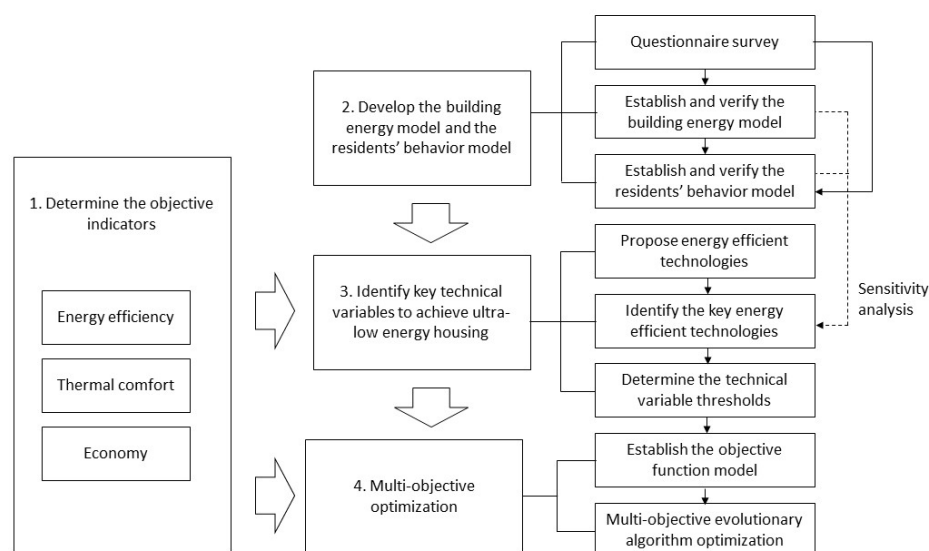 1. Determine the objective
indicators
Energy efficiency
Thermal comfort
Economy
2. Develop the building
energy model and the
residents’ behavior model
3. Identify key technical
variables to achieve ultra-
low energy housing
4. Multi-objective
optimization
Questionnaire survey
Establish and verify the
building energy model
Establish and verify the
residents’ behavior model
Propose energy efficient
technologies
Identify the key energy
efficient technologies
Determine the technical
variable thresholds
Establish the objective
function model
Multi-objective evolutionary
algorithm optimization
Sensitivity
analysis